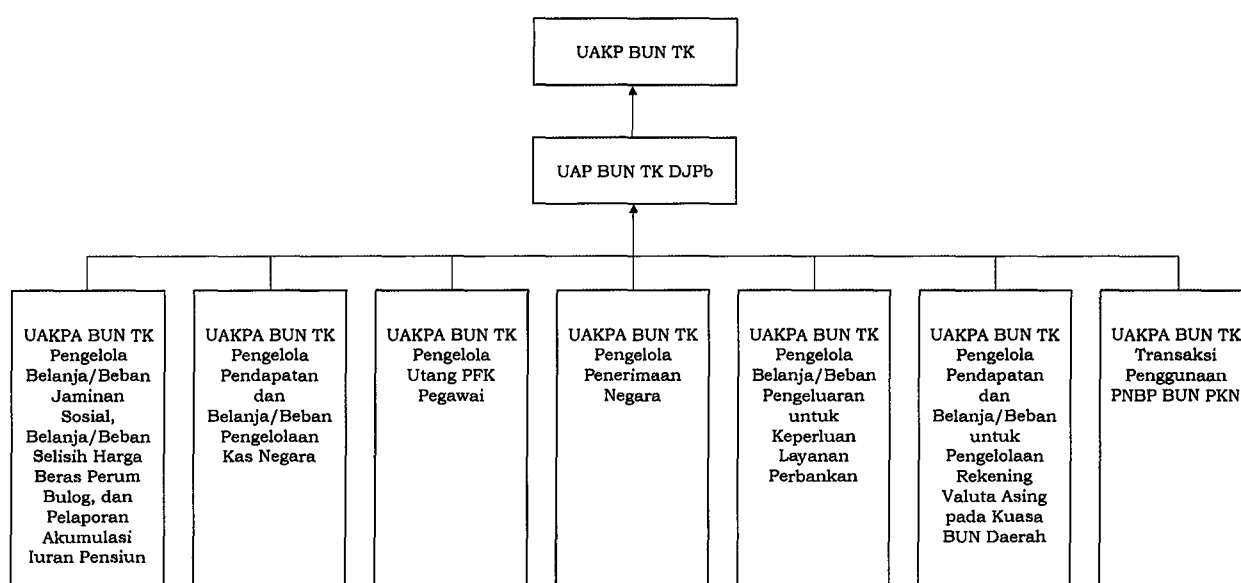 UAKP BUN TK
UAP BUN TK DJPb
UAKPA BUN TK
Pengelola
Belanja/Beban
Jaminan
Sosial,
Belanja/Beban
Selisih Harga
Beras Perum
Bulog, dan
Pelaporan
Akumulasi
Iuran Pensiun
UAKPA BUN TK
Pengelola
Pendapatan
dan
Belanja/Beban
Pengelolaan
Kas Negara
UAKPA BUN TK
Pengelola
Utang PFK
Pegawai
UAKPA BUN TK
Pengelola
Penerimaan
Negara
UAKPA BUN TK
Pengelola
Belanja/Beban
Pengeluaran
untuk
Keperluan
Layanan
Perbankan
UAKPA BUN TK
Pengelola
Pendapatan
dan
Belanja/Beban
untuk
Pengelolaan
Rekening
Valuta Asing
pada Kuasa
BUN Daerah
UAKPA BUN TK
Transaksi
Penggunaan
PNBP BUN PKN